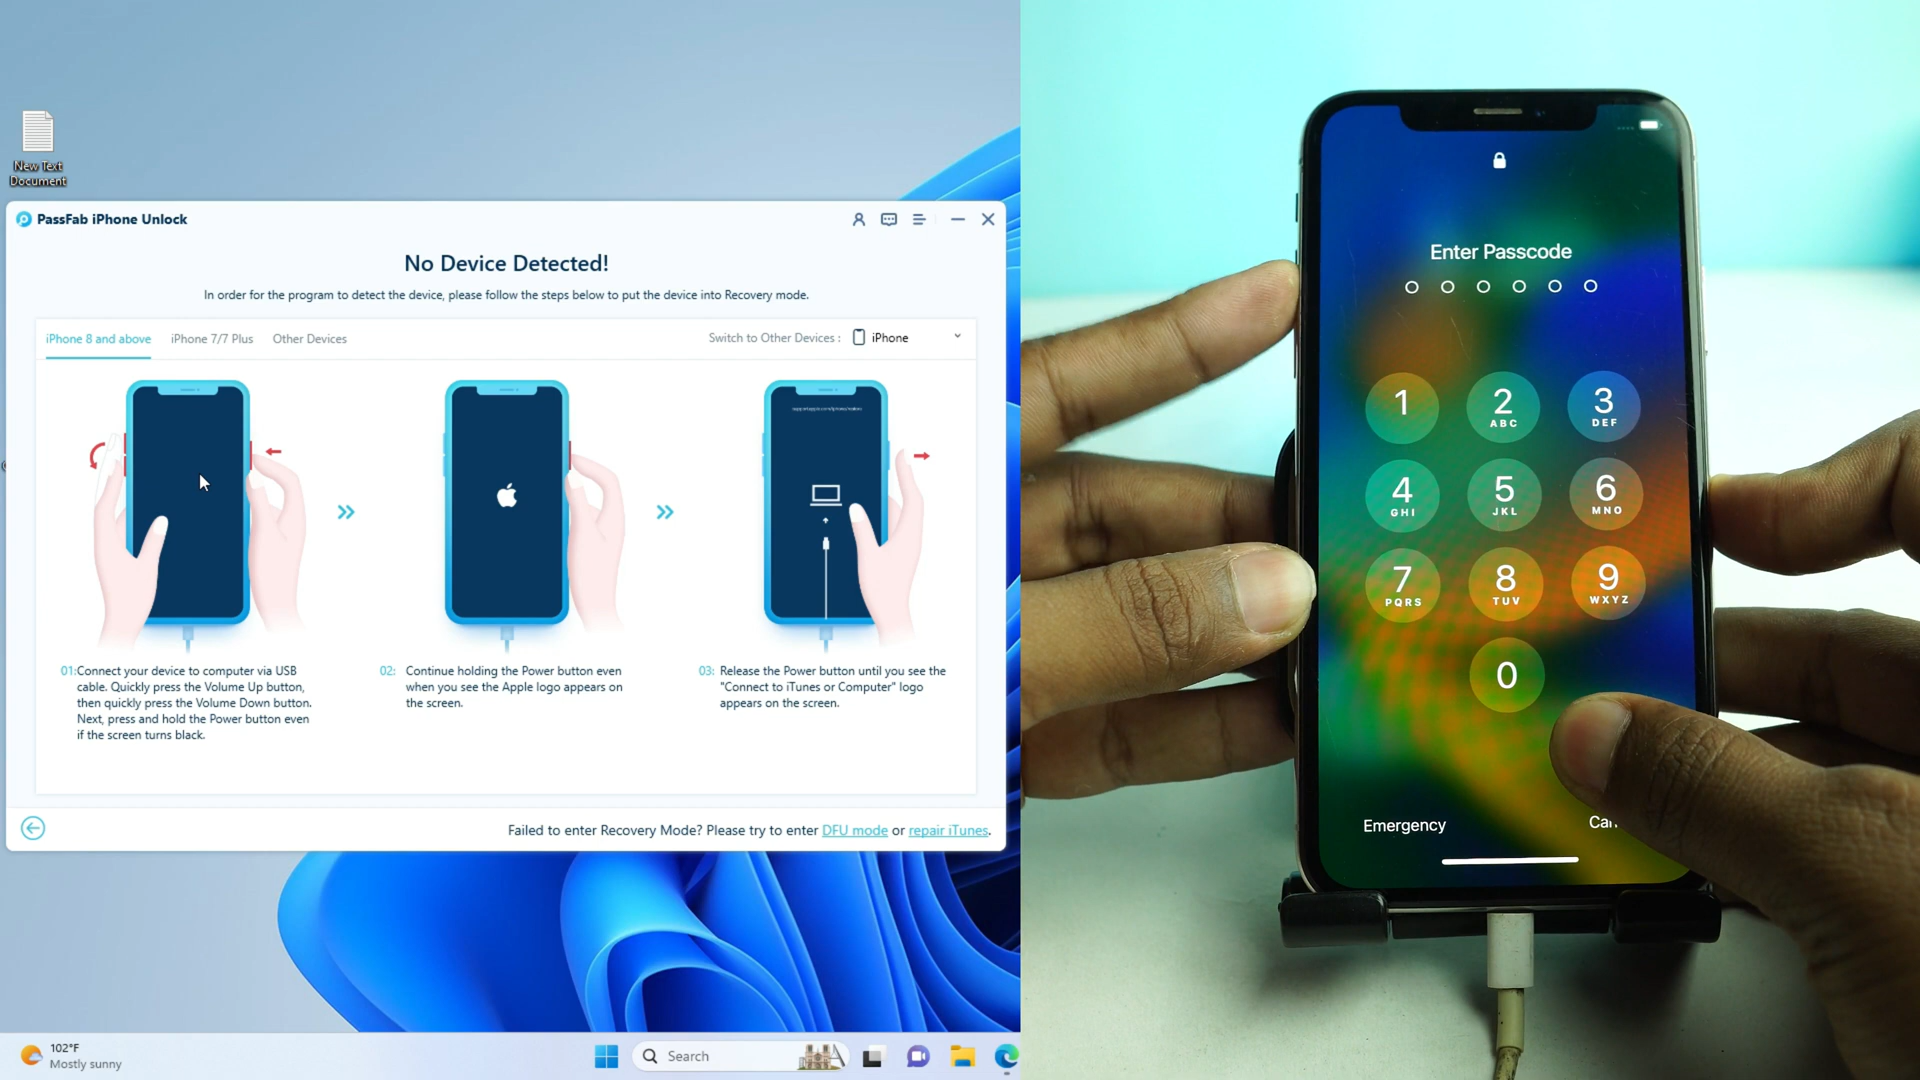 New Text
Document
PassFab iPhone Unlock
No Device Detected!
In order for the program to detect the device, please follow the steps below to put the device into Recovery mode.
iPhone 8 and above
iPhone 7/7 Plus
Other Devices
Switch to Other Devices :
iPhone
01:Connect your device to computer via USB
cable. Quickly press the Volume Up button,
then quickly press the Volume Down button.
Next, press and hold the Power button even
if the screen turns black.
02: Continue holding the Power button even
when you see the Apple logo appears on
the screen.
03: Release the Power button until you see the
"Connect to iTunes or Computer" logo
appears on the screen.
Failed to enter Recovery Mode? Please try to enter DFU mode or repair iTunes.
102°F
Mostly sunny
Search
Enter Passcode
1
2
ABC
3
DEF
4
GHI
5
JKL
6
MNO
7
PQRS
8
TUV
9
WXYZ
0
Emergency
Can